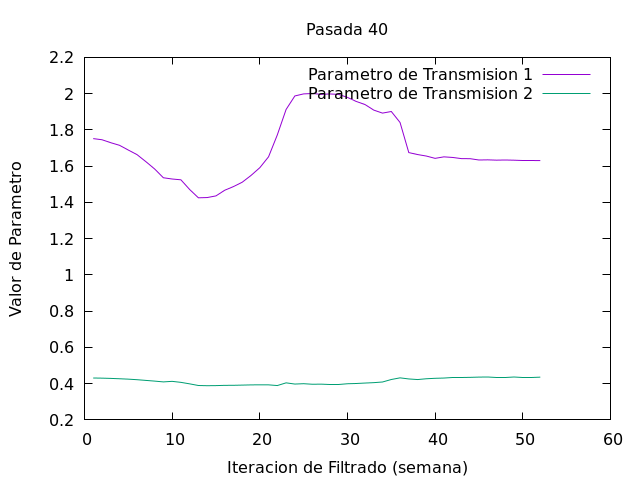 Pasada 40
Parametro de Transmision 1
Parametro de Transmision 2
Valor de Parametro
2.2
2
1.8
1.6
1.4
1.2
1
0.8
0.6
0.4
0.2
0 10 20 30 40 50 60
Iteracion de Filtrado (semana)